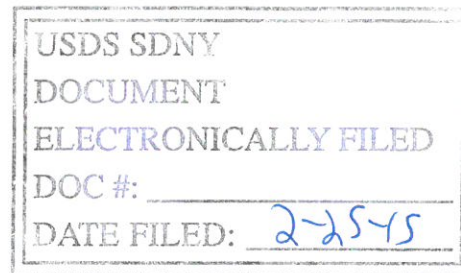 USDS SDNY
DOCUMENT
ELECTRONICALLY FILED
DOC #:
DATE FILED: 2-25-15